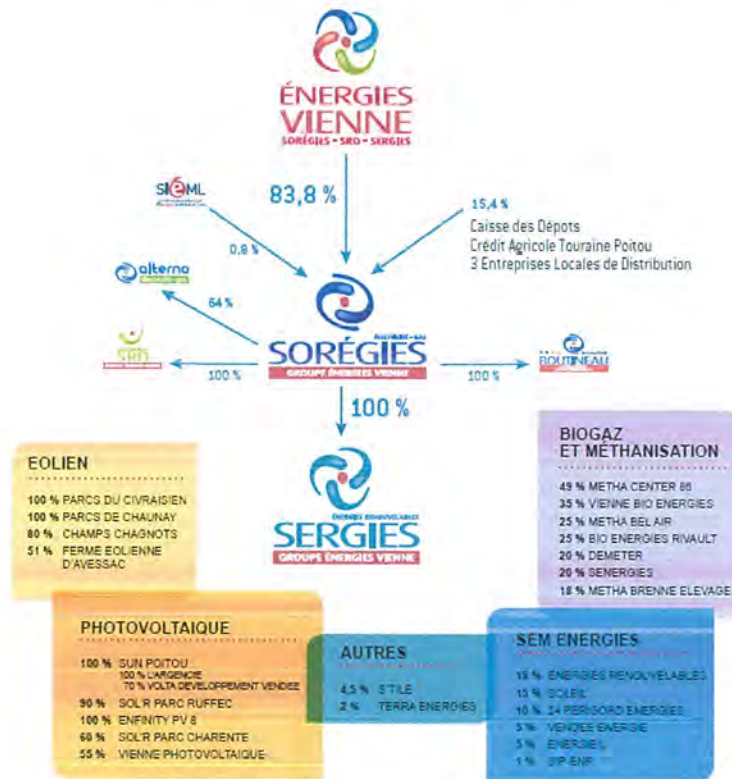 ÉNERGIES
VIENNE
SORÉGIES - SRD - SERGIES
SIÉML
83,8 %
15,4 %
Caisse des Dépots
Crédit Agricole Touraine Poitou
3 Entreprises Locales de Distribution
0,8 %
alterna
64 %
SRD
100 %
SORÉGIES
GROUPE ÉNERGIES VIENNE
100 %
BOUTINEAU
100 %
SERGIES
GROUPE ÉNERGIES VIENNE
EOLIEN
100 % PARCS DU CIVRAISIEN
100 % PARCS DE CHAUNAY
80 % CHAMPS CHAGNOTS
51 % FERME EOLIENNE
D'AVESSAC
BIOGAZ
ET MÉTHANISATION
49 % METHA CENTER 86
35 % VIENNE BIO ENERGIES
25 % METHA BEL AIR
25 % BIO ENERGIES RIVAULT
20 % DEMETER
20 % SENERGIES
18 % METHA BRENNE ELEVAGE
PHOTOVOLTAIQUE
100 % SUN POITOU
100 % L'ARGENCIE
70 % VOLTA DEVELOPPEMENT VENDEE
90 % SOL'R PARC RUFFEC
100 % ENFINITY PV 8
60 % SOL'R PARC CHARENTE
55 % VIENNE PHOTOVOLTAIQUE
AUTRES
4,5 % S'TILE
2 % TERRA ENERGIES
SEM ENERGIES
ENERGIES RENOUVELABLES
15 % SOLEIL
10 % 24 PERIGORD ENERGIES
5 % VENDEE ENERGIE
5 %
1 % SIP-ENR